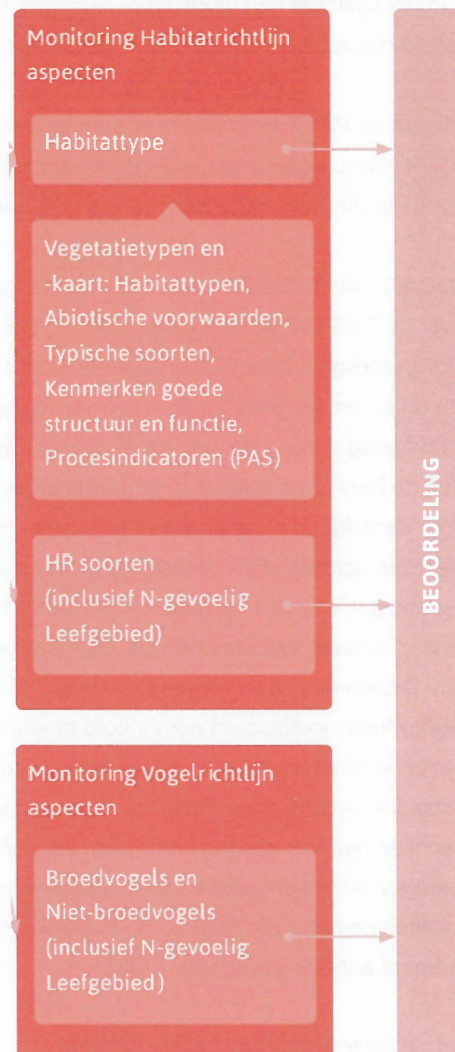 Monitoring Habitatrichtlijn
aspecten
Habitattype
Vegetatietypen en
-kaart: Habitattypen,
Abiotische voorwaarden,
Typische soorten,
Kenmerken goede
structuur en functie,
Procesindicatoren (PAS)
HR soorten
(inclusief N-gevoelig
Leefgebied)
Monitoring Vogelrichtlijn
aspecten
Broedvogels en
Niet-broedvogels
(inclusief N-gevoelig
Leefgebied)
BEOORDELING